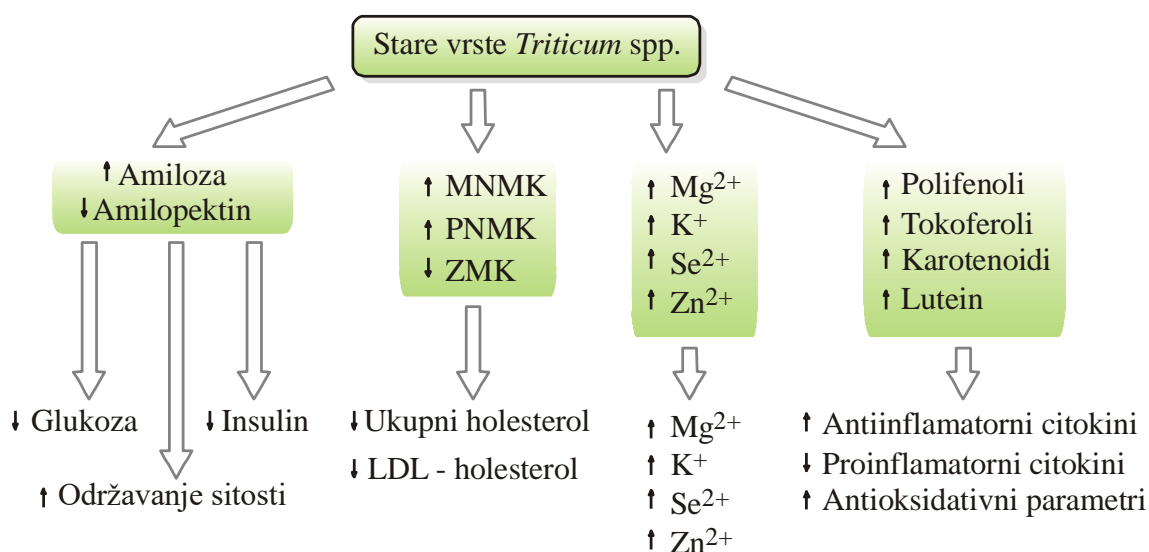 Stare vrste Triticum spp.
↑ Amiloza
↓ Amilopektin
↑ MNMK
↑ PNMK
↓ ZMK
↑ Mg²⁺
↑ K⁺
↑ Se²⁺
↑ Zn²⁺
↑ Polifenoli
↑ Tokoferoli
↑ Karotenoidi
↑ Lutein
↓ Glukoza
↓ Insulin
↑ Održavanje sitosti
↓ Ukupni holesterol
↓ LDL - holesterol
↑ Mg²⁺
↑ K⁺
↑ Se²⁺
↑ Zn²⁺
↑ Antiinflamatorni citokini
↓ Proinflamatorni citokini
↑ Antioksidativni parametri